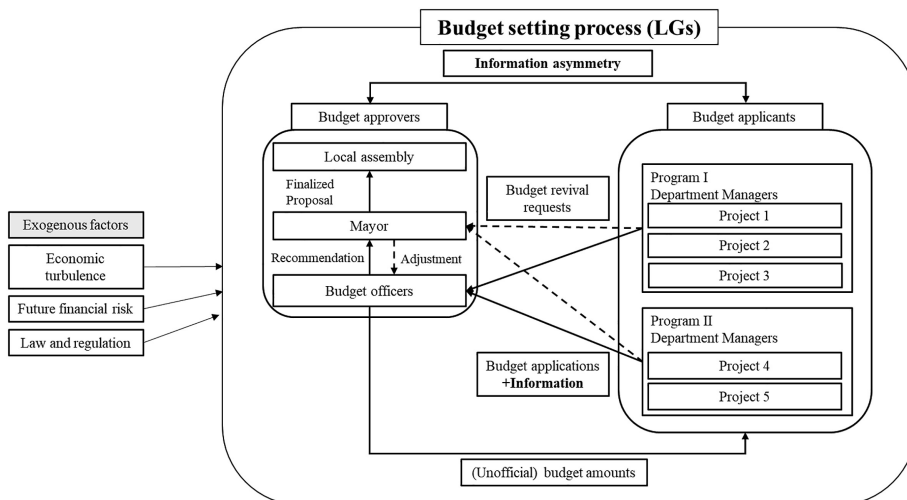 Budget setting process (LGs)
Information asymmetry
Budget approvers
Budget applicants
Local assembly
Finalized
Proposal
Mayor
Recommendation
Adjustment
Budget officers
Budget revival
requests
Program I
Department Managers
Project 1
Project 2
Project 3
Program II
Department Managers
Project 4
Project 5
Budget applications
+Information
(Unofficial) budget amounts
Exogenous factors
Economic
turbulence
Future financial risk
Law and regulation